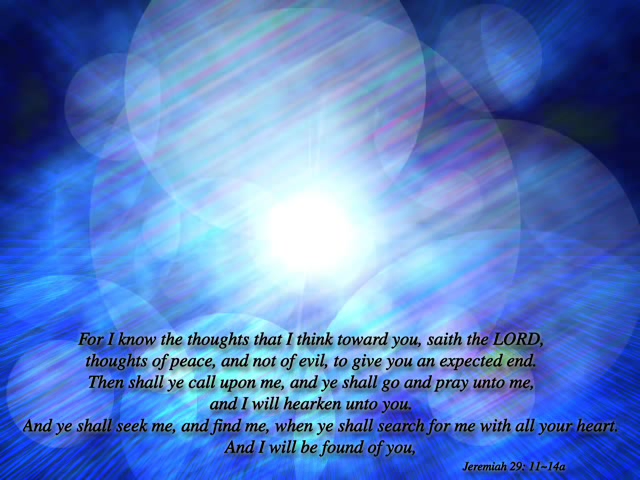 For I know the thoughts that I think toward you, saith the LORD,
thoughts of peace, and not of evil, to give you an expected end.
Then shall ye call upon me, and ye shall go and pray unto me,
and I will hearken unto you.
And ye shall seek me, and find me, when ye shall search for me with all your heart.
And I will be found of you,
Jeremiah 29: 11-14a